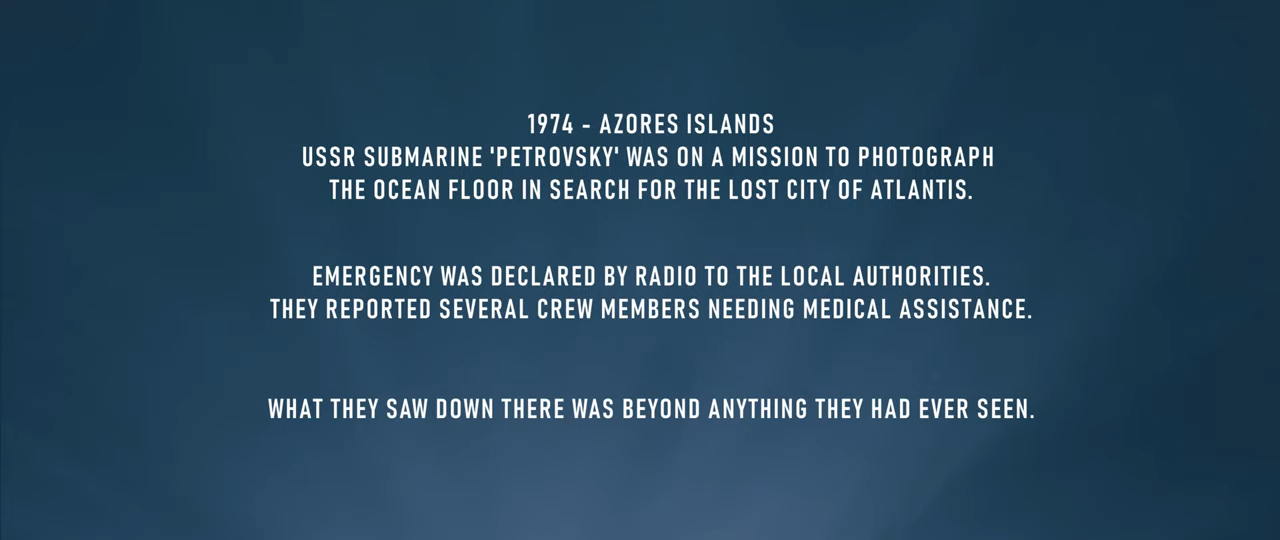 1974 - AZORES ISLANDS
USSR SUBMARINE 'PETROVSKY' WAS ON A MISSION TO PHOTOGRAPH
THE OCEAN FLOOR IN SEARCH FOR THE LOST CITY OF ATLANTIS.
EMERGENCY WAS DECLARED BY RADIO TO THE LOCAL AUTHORITIES.
THEY REPORTED SEVERAL CREW MEMBERS NEEDING MEDICAL ASSISTANCE.
WHAT THEY SAW DOWN THERE WAS BEYOND ANYTHING THEY HAD EVER SEEN.